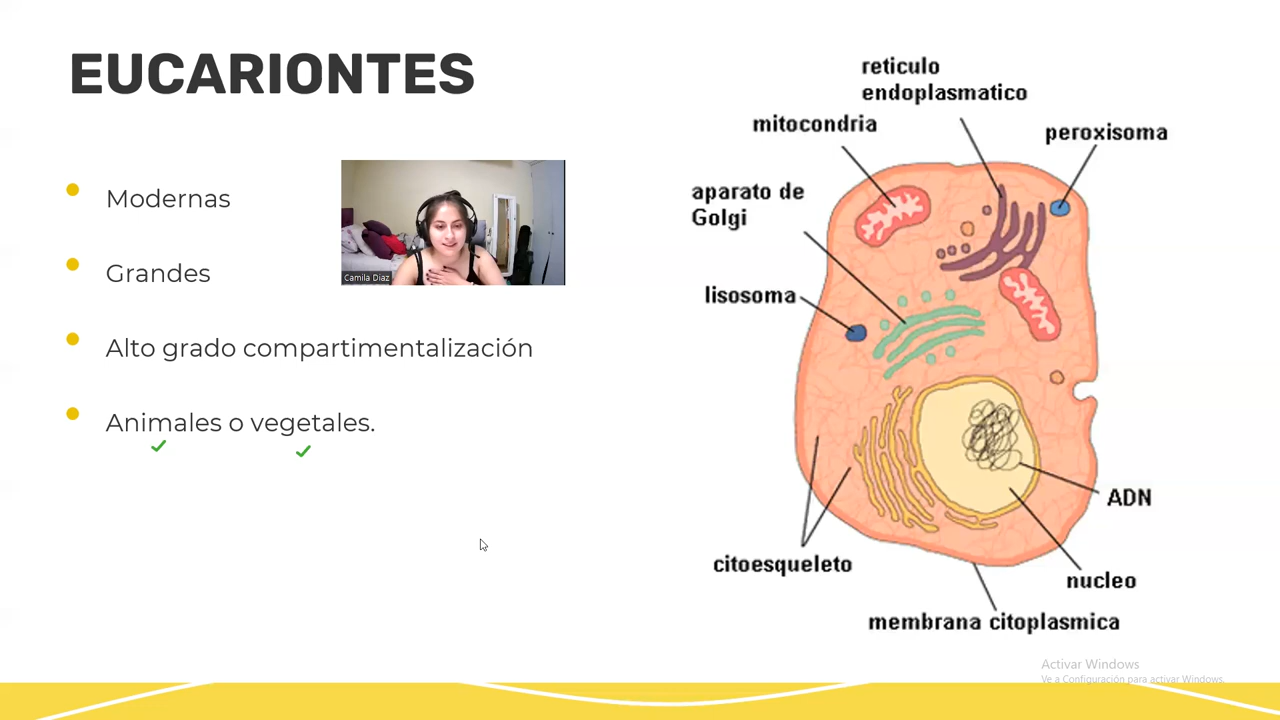 EUCARIONTES
Modernas
Grandes
Alto grado compartimentalización
Animales o vegetales.
Camila Diaz
reticulo
endoplasmatico
mitocondria
peroxisoma
aparato de
Golgi
lisosoma
ADN
citoesqueleto
nucleo
membrana citoplasmica
Activar Windows
Ve a Configuración para activar Windows.